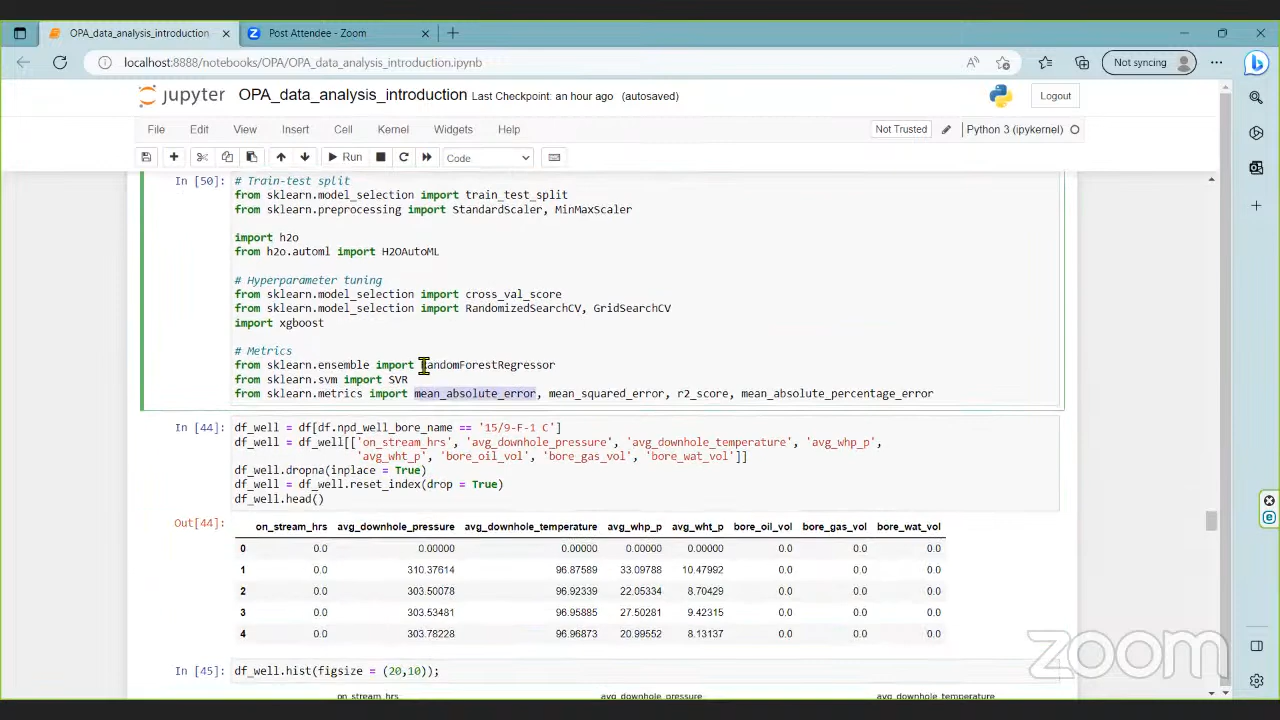 OPA_data_analysis_introduction
Post Attendee - Zoom
localhost:8888/notebooks/OPA/OPA_data_analysis_introduction.ipynb
Not syncing
jupyter OPA_data_analysis_introduction Last Checkpoint: an hour ago (autosaved)
Logout
File Edit View Insert Cell Kernel Widgets Help
Not Trusted Python 3 (ipykernel)
Run Code
In [50]: # Train-test split
from sklearn.model_selection import train_test_split
from sklearn.preprocessing import StandardScaler, MinMaxScaler
import h2o
from h2o.automl import H2OAutoML
# Hyperparameter tuning
from sklearn.model_selection import cross_val_score
from sklearn.model_selection import RandomizedSearchCV, GridSearchCV
import xgboost
# Metrics
from sklearn.ensemble import RandomForestRegressor
from sklearn.svm import SVR
from sklearn.metrics import mean_absolute_error, mean_squared_error, r2_score, mean_absolute_percentage_error
In [44]: df_well = df[df.npd_well_bore_name == '15/9-F-1 C']
df_well = df_well[['on_stream_hrs', 'avg_downhole_pressure', 'avg_downhole_temperature', 'avg_whp_p',
'avg_wht_p', 'bore_oil_vol', 'bore_gas_vol', 'bore_wat_vol']]
df_well.dropna(inplace = True)
df_well = df_well.reset_index(drop = True)
df_well.head()
Out[44]: on_stream_hrs avg_downhole_pressure avg_downhole_temperature avg_whp_p avg_wht_p bore_oil_vol bore_gas_vol bore_wat_vol
0 0.0 0.00000 0.00000 0.00000 0.00000 0.0 0.0 0.0
1 0.0 310.37614 96.87589 33.09788 10.47992 0.0 0.0 0.0
2 0.0 303.50078 96.92339 22.05334 8.70429 0.0 0.0 0.0
3 0.0 303.53481 96.95885 27.50281 9.42315 0.0 0.0 0.0
4 0.0 303.78228 96.96873 20.99552 8.13137 0.0 0.0 0.0
zoom
In [45]: df_well.hist(figsize = (20,10));
on_stream_hrs avg_downhole_pressure avg_downhole_temperature